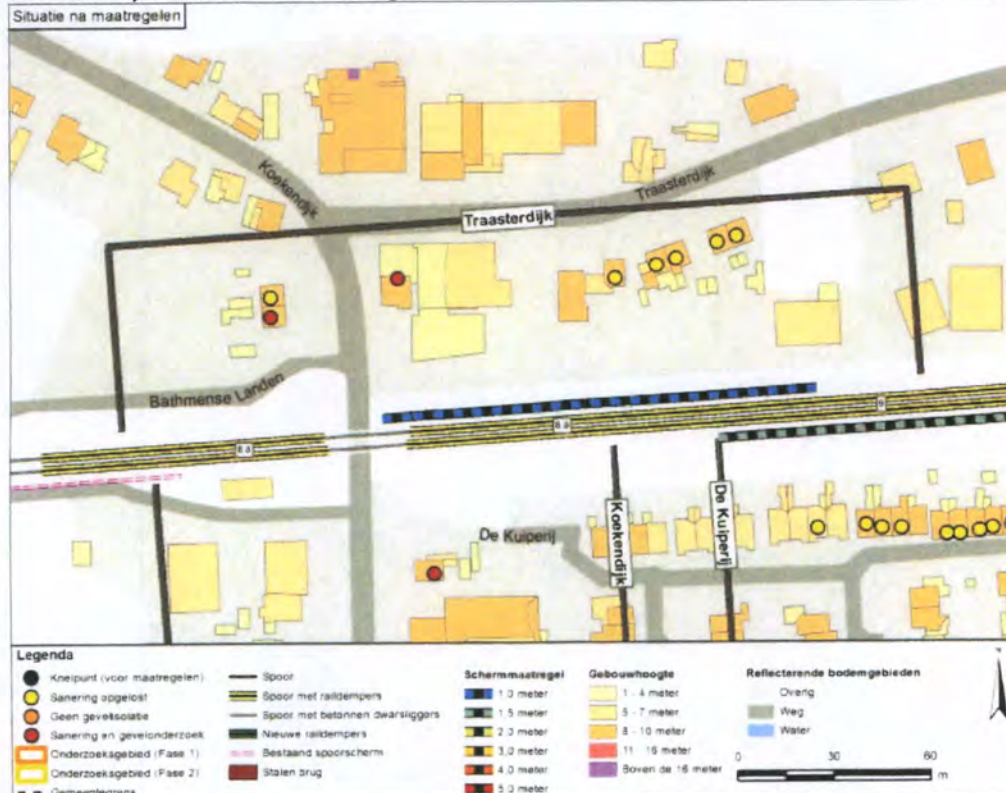 Situatie na maatregelen
Koekendijk
Traasterdijk
Traasterdijk
Bathmense Landen
8.8
8.8
9
De Kuiperij
Koekendijk
De Kuiperij
Legenda
Knelpunt (voor maatregelen)
Sanering opgelost
Geen gevelisolatie
Sanering en gevelonderzoek
Onderzoeksgebied (Fase 1)
Onderzoeksgebied (Fase 2)
Gemeentegrens
Spoor
Spoor met raildempers
Spoor met betonnen dwarsliggers
Nieuwe raildempers
Bestaand spoorscherm
Stalen brug
Schermmaatregel
1.0 meter
1.5 meter
2.0 meter
3.0 meter
4.0 meter
5.0 meter
Gebouwhoogte
1 - 4 meter
5 - 7 meter
8 - 10 meter
11 - 16 meter
Boven de 16 meter
Reflecterende bodemgebieden
Overig
Weg
Water
0 30 60
m